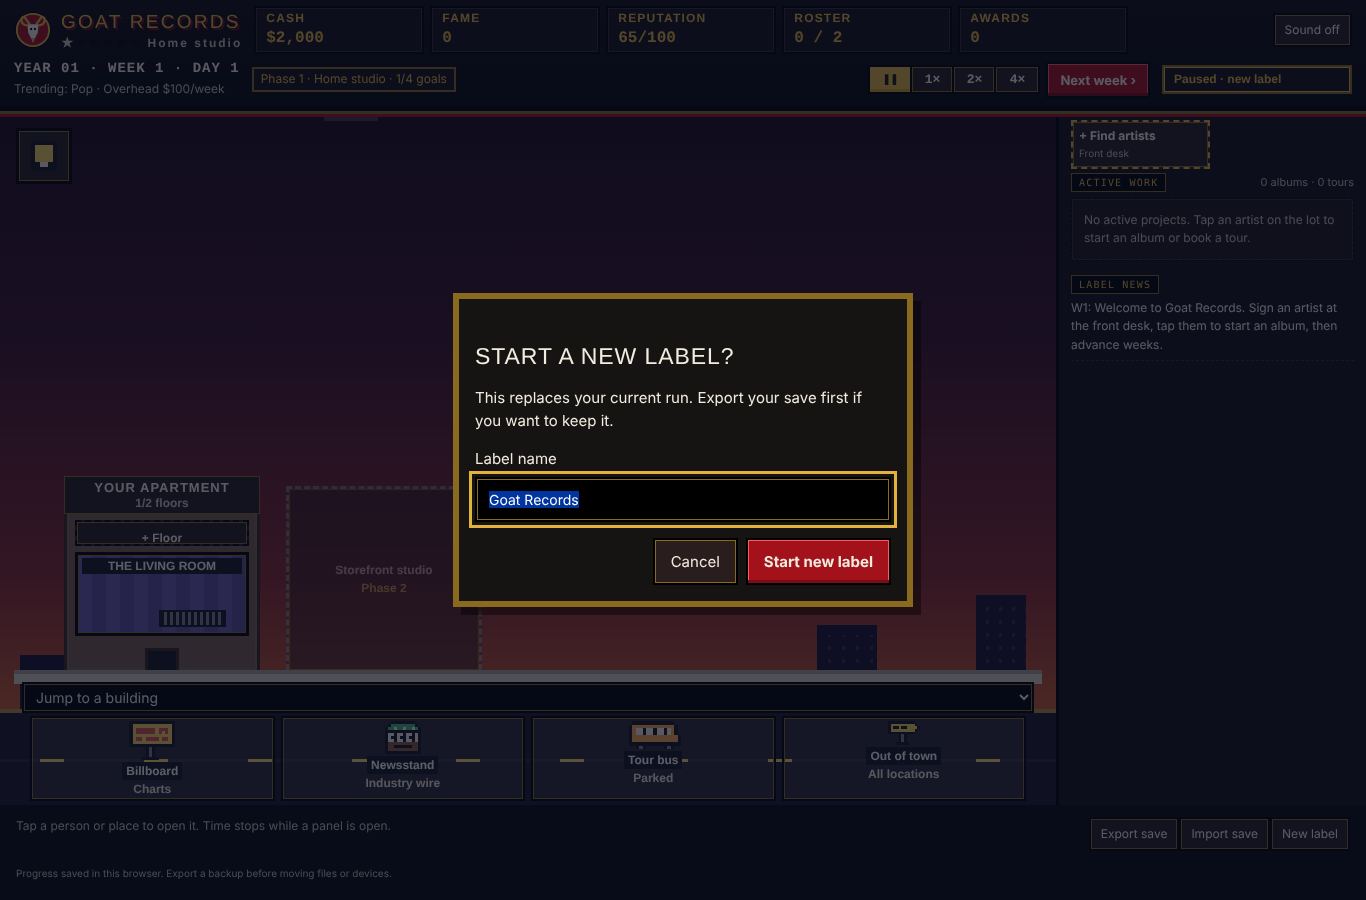 GOAT RECORDS
★ Home studio
CASH
$2,000
FAME
0
REPUTATION
65/100
ROSTER
0 / 2
AWARDS
0
Sound off
YEAR 01 · WEEK 1 · DAY 1
Trending: Pop · Overhead $100/week
Phase 1 · Home studio · 1/4 goals
1×
2×
4×
Next week ›
Paused · new label
+ Find artists
Front desk
ACTIVE WORK
0 albums · 0 tours
No active projects. Tap an artist on the lot to
start an album or book a tour.
LABEL NEWS
W1: Welcome to Goat Records. Sign an artist at
the front desk, tap them to start an album, then
advance weeks.
START A NEW LABEL?
This replaces your current run. Export your save first if
you want to keep it.
Label name
Goat Records
Cancel
Start new label
YOUR APARTMENT
1/2 floors
+ Floor
THE LIVING ROOM
Storefront studio
Phase 2
Jump to a building
Billboard
Charts
Newsstand
Industry wire
Tour bus
Parked
Out of town
All locations
Tap a person or place to open it. Time stops while a panel is open.
Export save
Import save
New label
Progress saved in this browser. Export a backup before moving files or devices.